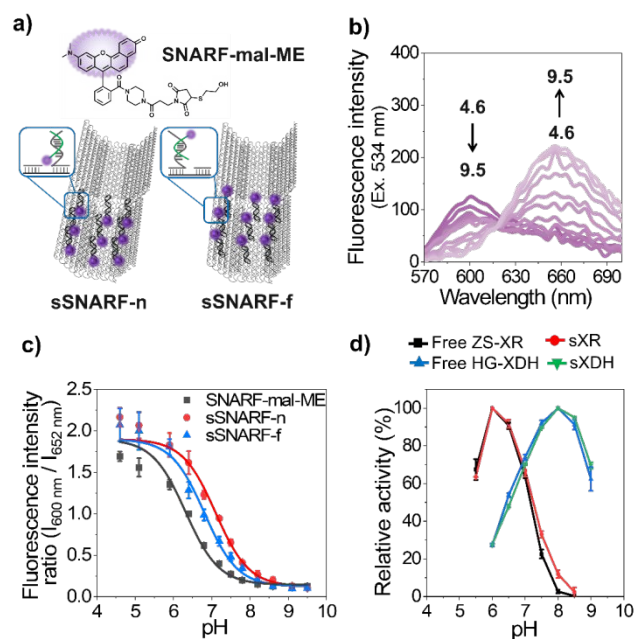 a)
SNARF-mal-ME
O
N
O
O
N
N
O
N
O
O
S
OH
sSNARF-n
sSNARF-f
b)
Fluorescence intensity
(Ex. 534 nm)
400
300
200
100
0
4.6
9.5
9.5
4.6
570 600 630 660 690
Wavelength (nm)
c)
Fluorescence intensity
ratio (I600 nm / I652 nm)
2.5
2.0
1.5
1.0
0.5
0.0
SNARF-mal-ME
sSNARF-n
sSNARF-f
4 5 6 7 8 9 10
pH
Free ZS-XR
sXR
Free HG-XDH
sXDH
d)
Relative activity (%)
100
80
60
40
20
0
4 5 6 7 8 9 10
pH